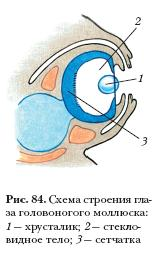 2
1
3
Рис. 84. Схема строения гла-
за головоногого моллюска:
1 — хрусталик; 2 — стекло-
видное тело; 3 — сетчатка